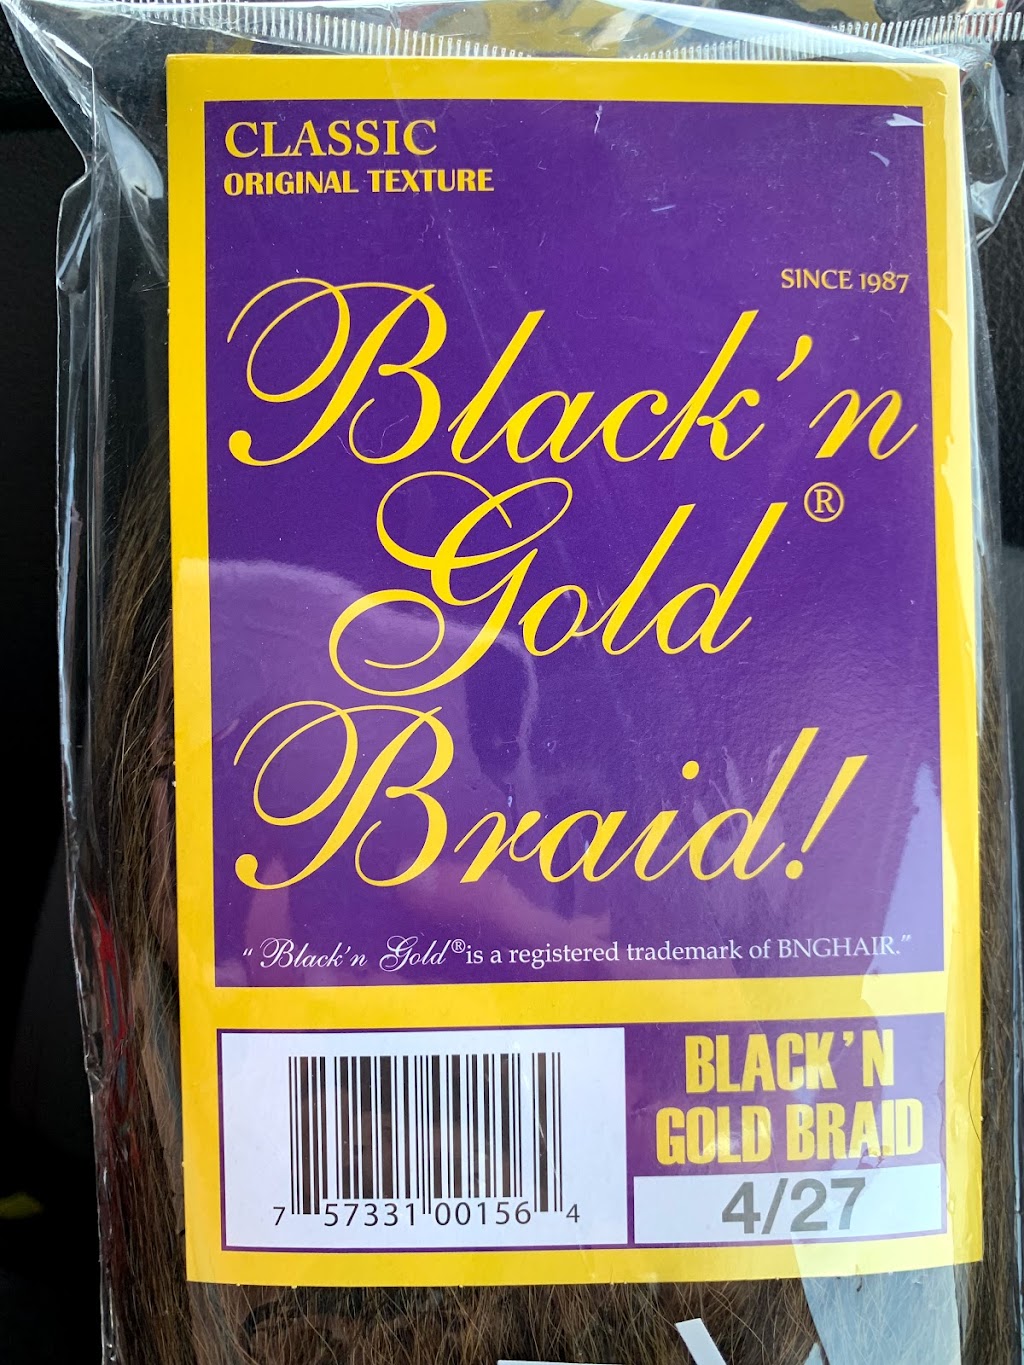 CLASSIC
ORIGINAL TEXTURE
SINCE 1987
Black'n
Gold®
Braid!
“ Black'n Gold® is a registered trademark of BNGHAIR.”
BLACK'N
GOLD BRAID
4/27
7 57331 00156 4